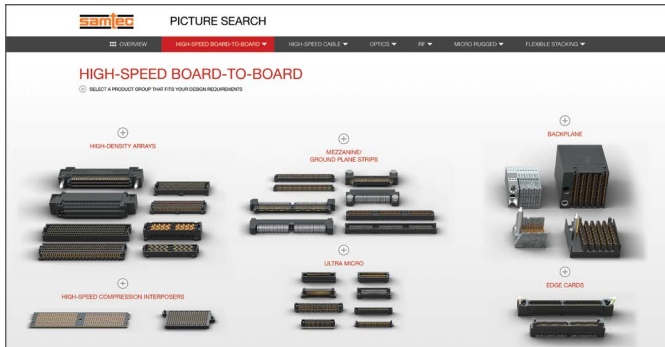 samtec
PICTURE SEARCH
OVERVIEW
HIGH-SPEED BOARD-TO-BOARD
HIGH-SPEED CABLE
OPTICS
RF
MICRO RUGGED
FLEXIBLE STACKING
HIGH-SPEED BOARD-TO-BOARD
SELECT A PRODUCT GROUP THAT FITS YOUR DESIGN REQUIREMENTS
HIGH-DENSITY ARRAYS
MEZZANINE/
GROUND PLANE STRIPS
BACKPLANE
ULTRA MICRO
HIGH-SPEED COMPRESSION INTERPOSERS
EDGE CARDS